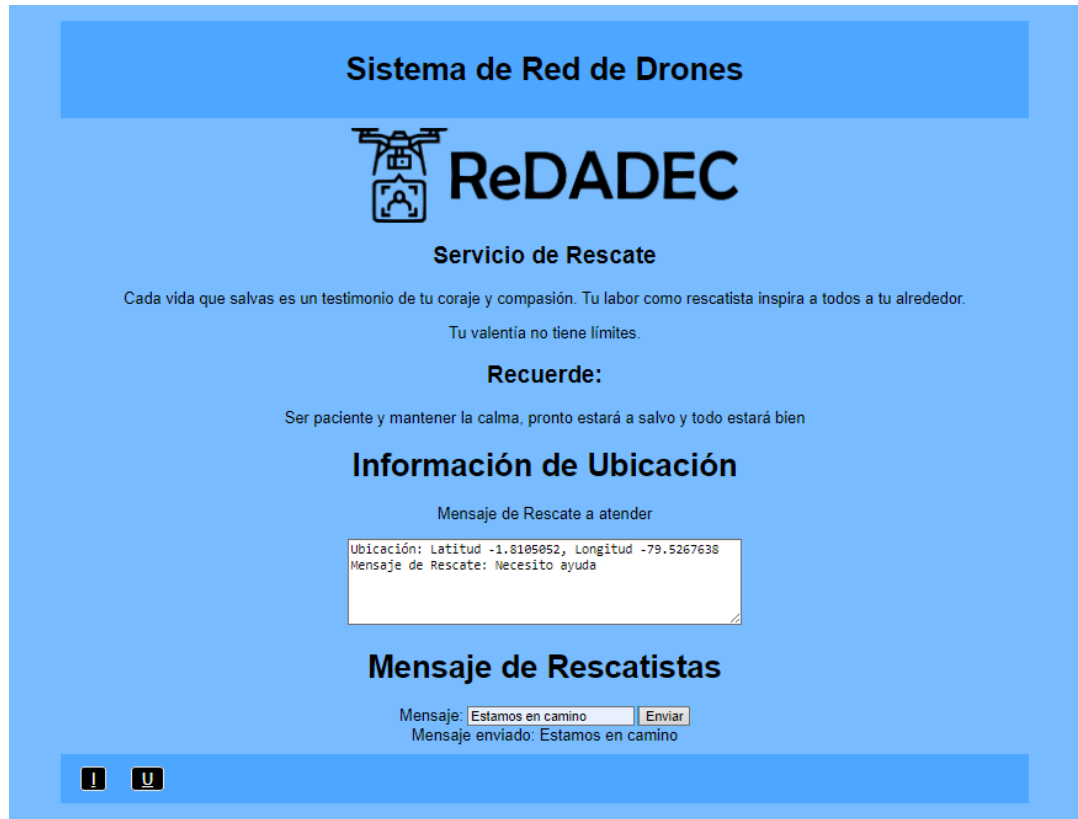 Sistema de Red de Drones
ReDADEC
Servicio de Rescate
Cada vida que salvas es un testimonio de tu coraje y compasión. Tu labor como rescatista inspira a todos a tu alrededor.
Tu valentía no tiene límites.
Recuerde:
Ser paciente y mantener la calma, pronto estará a salvo y todo estará bien
Información de Ubicación
Mensaje de Rescate a atender
Ubicación: Latitud -1.8105052, Longitud -79.5267638
Mensaje de Rescate: Necesito ayuda
Mensaje de Rescatistas
Mensaje: Estamos en camino Enviar
Mensaje enviado: Estamos en camino
I U